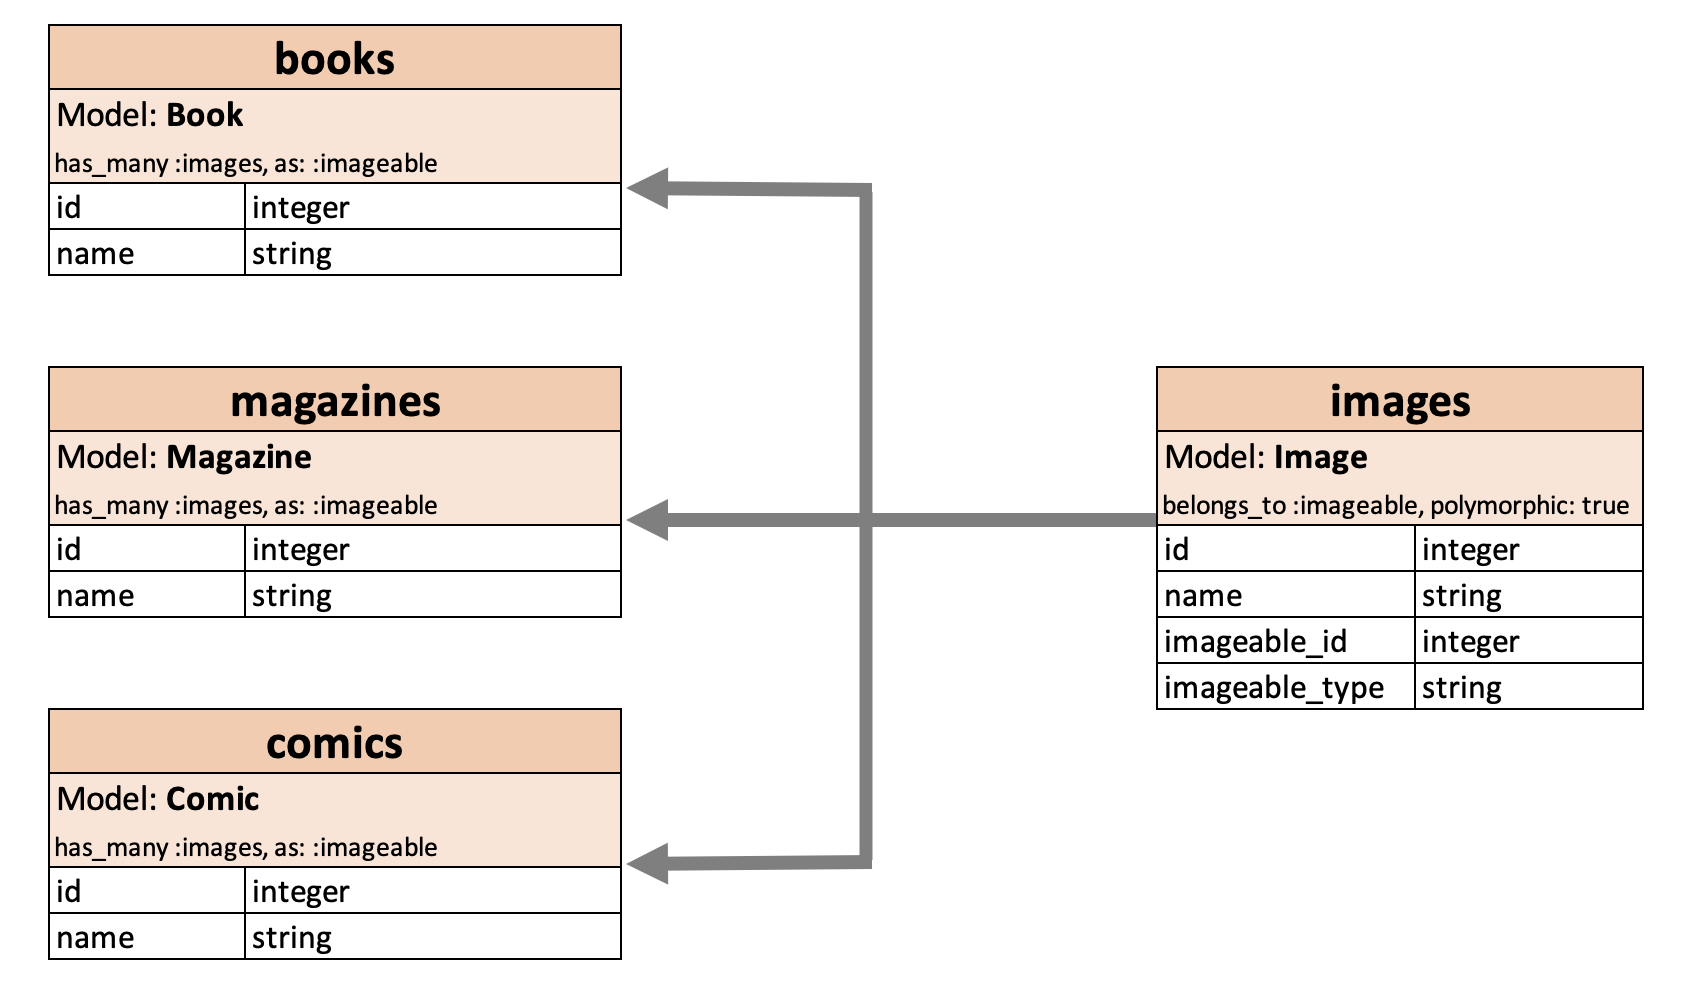 books
Model: Book
has_many :images, as: :imageable
id integer
name string
magazines
Model: Magazine
has_many :images, as: :imageable
id integer
name string
comics
Model: Comic
has_many :images, as: :imageable
id integer
name string
images
Model: Image
belongs_to :imageable, polymorphic: true
id integer
name string
imageable_id integer
imageable_type string